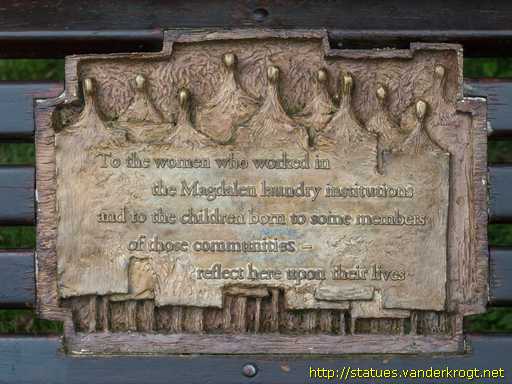 To the women who worked in
the Magdalen laundry institutions
and to the children born to some members
of those communities –
reflect here upon their lives
http://statues.vanderkrogt.net